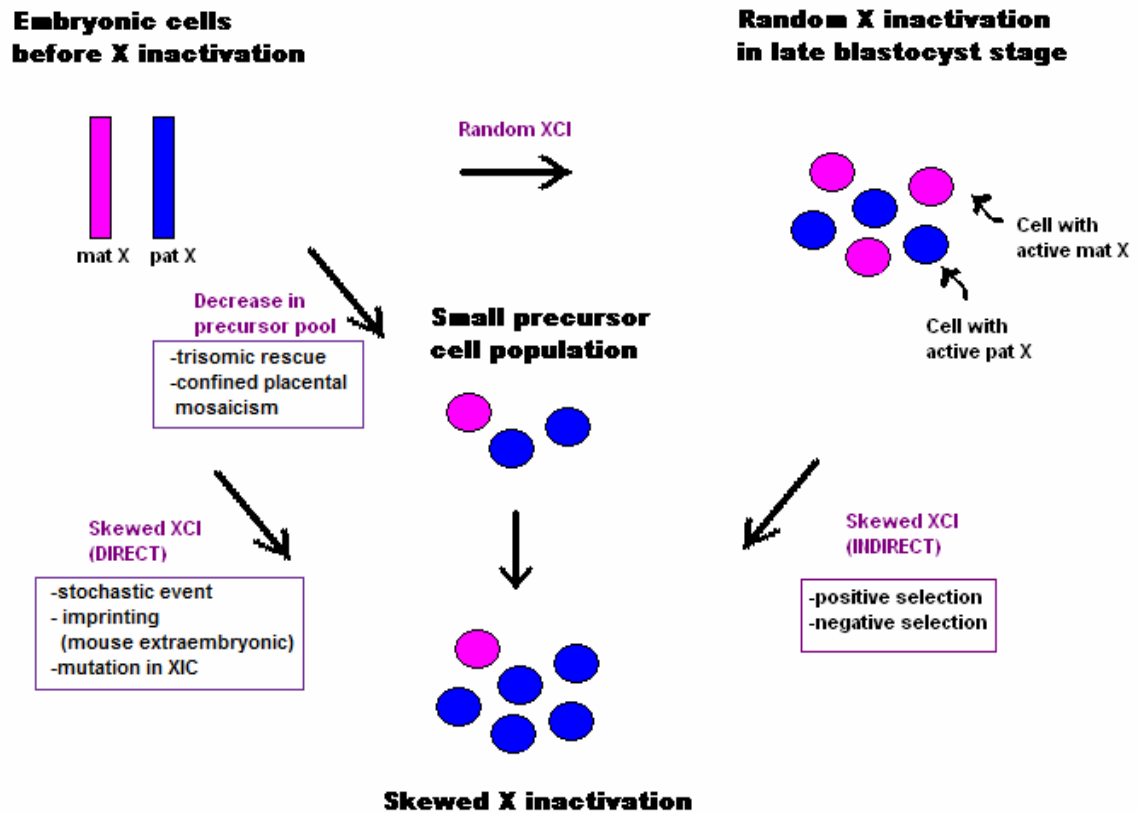 Embryonic cells
before X inactivation
Random X inactivation
in late blastocyst stage
Random XCI
mat X
pat X
Cell with
active mat X
Cell with
active pat X
Decrease in
precursor pool
-trisomic rescue
-confined placental
mosaicism
Small precursor
cell population
Skewed XCI
(DIRECT)
-stochastic event
- imprinting
(mouse extraembryonic)
-mutation in XIC
Skewed XCI
(INDIRECT)
-positive selection
-negative selection
Skewed X inactivation